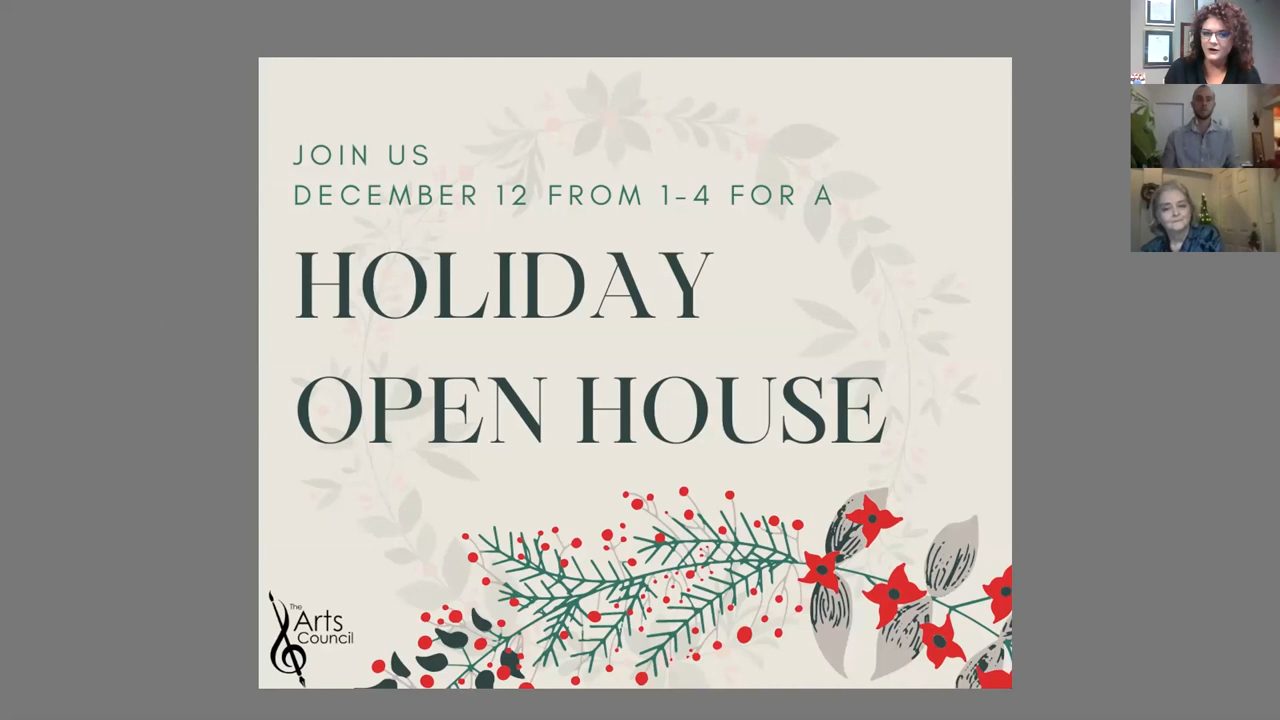 JOIN US
DECEMBER 12 FROM 1-4 FOR A
HOLIDAY
OPEN HOUSE
The
Arts
Council